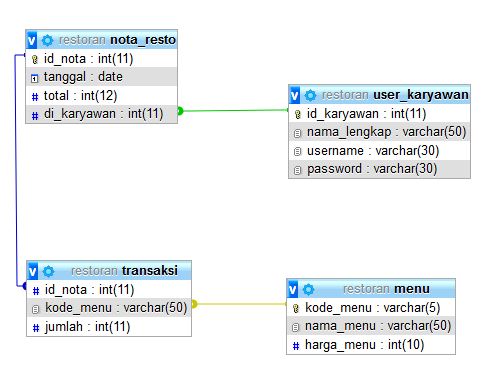 restoran nota_resto
id_nota : int(11)
tanggal : date
total : int(12)
di_karyawan : int(11)
restoran user_karyawan
id_karyawan : int(11)
nama_lengkap : varchar(50)
username : varchar(30)
password : varchar(30)
restoran transaksi
id_nota : int(11)
kode_menu : varchar(50)
jumlah : int(11)
restoran menu
kode_menu : varchar(5)
nama_menu : varchar(50)
harga_menu : int(10)